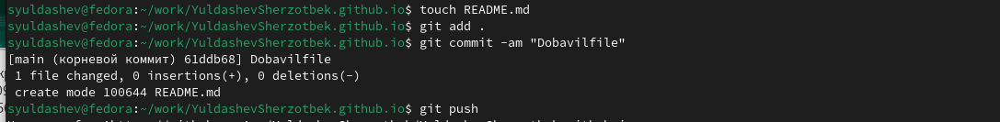 syuldashev@fedora:~/work/YuldashevSherzotbek.github.io$ touch README.md
syuldashev@fedora:~/work/YuldashevSherzotbek.github.io$ git add .
syuldashev@fedora:~/work/YuldashevSherzotbek.github.io$ git commit -am "Dobavilfile"
[main (корневой коммит) 61ddb68] Dobavilfile
 1 file changed, 0 insertions(+), 0 deletions(-)
 create mode 100644 README.md
syuldashev@fedora:~/work/YuldashevSherzotbek.github.io$ git push